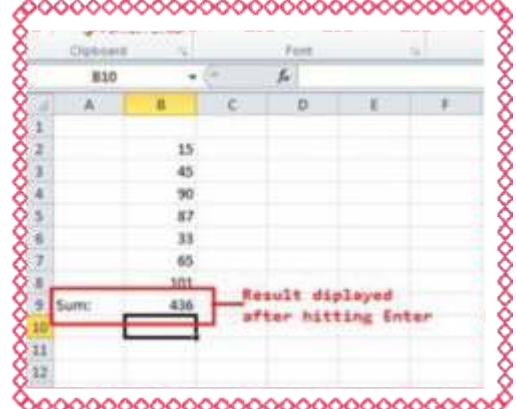 Clipboard Font
B10 fx
A B C D E F
1
2 15
3 45
4 90
5 87
6 33
7 65
8 101
9 Sum: 436
Result diplayed
after hitting Enter
10
11
12